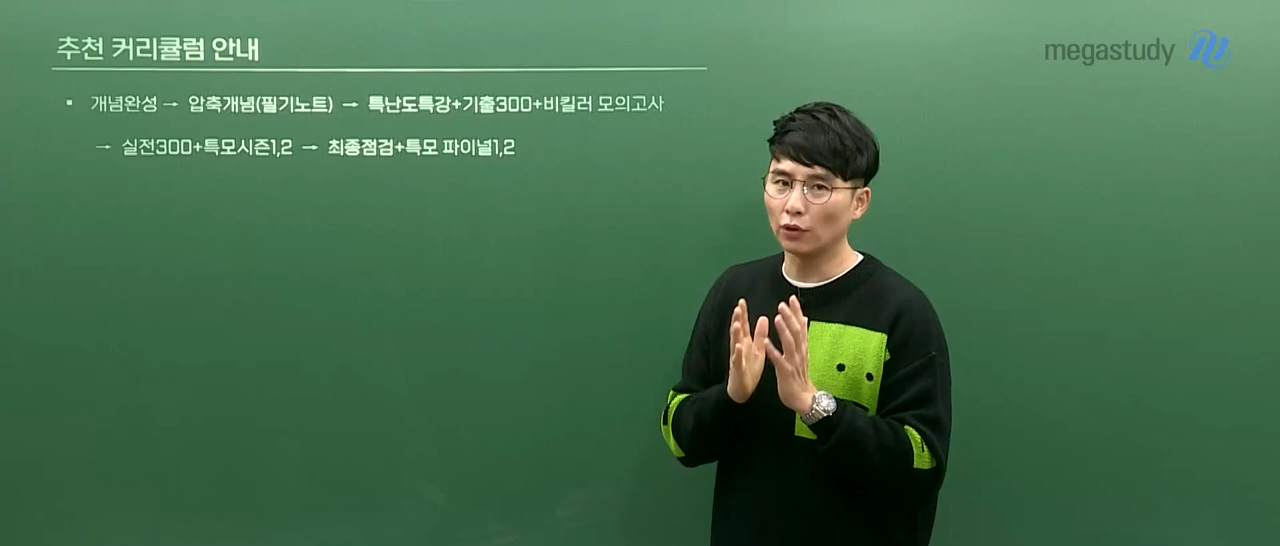 추천 커리큘럼 안내
megastudy
▪ 개념완성 → 압축개념(필기노트) → 특난도특강+기출300+비킬러 모의고사
→ 실전300+특모시즌1,2 → 최종점검+특모 파이널1,2